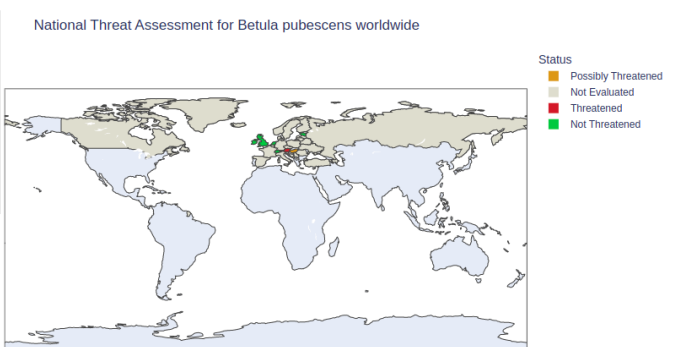 National Threat Assessment for Betula pubescens worldwide
Status
Possibly Threatened
Not Evaluated
Threatened
Not Threatened